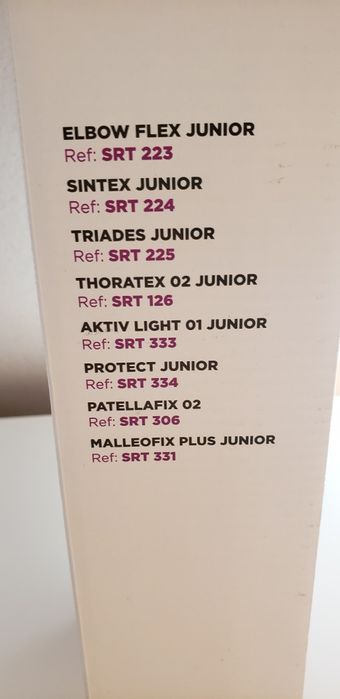 ELBOW FLEX JUNIOR
Ref: SRT 223
SINTEX JUNIOR
Ref: SRT 224
TRIADES JUNIOR
Ref: SRT 225
THORATEX 02 JUNIOR
Ref: SRT 126
AKTIV LIGHT 01 JUNIOR
Ref: SRT 333
PROTECT JUNIOR
Ref: SRT 334
PATELLAFIX 02
Ref: SRT 306
MALLEOFIX PLUS JUNIOR
Ref: SRT 331